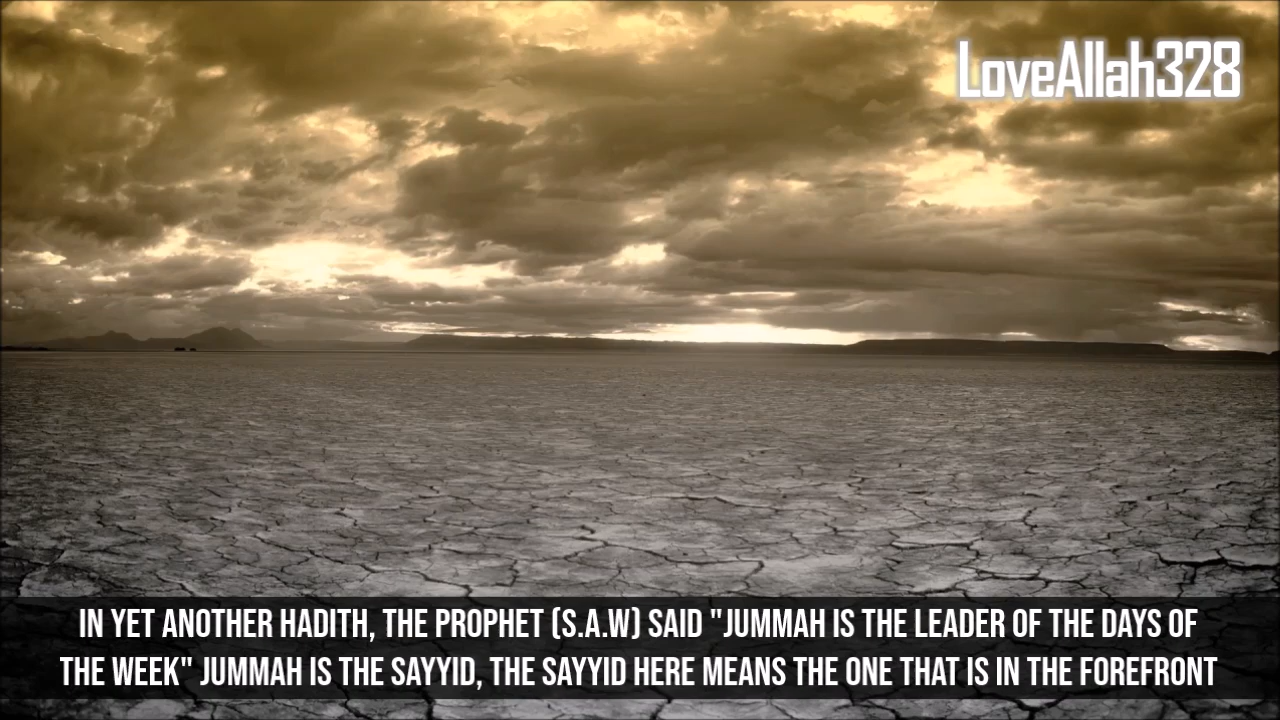 LoveAllah328
IN YET ANOTHER HADITH, THE PROPHET (S.A.W) SAID "JUMMAH IS THE LEADER OF THE DAYS OF
THE WEEK" JUMMAH IS THE SAYYID, THE SAYYID HERE MEANS THE ONE THAT IS IN THE FOREFRONT